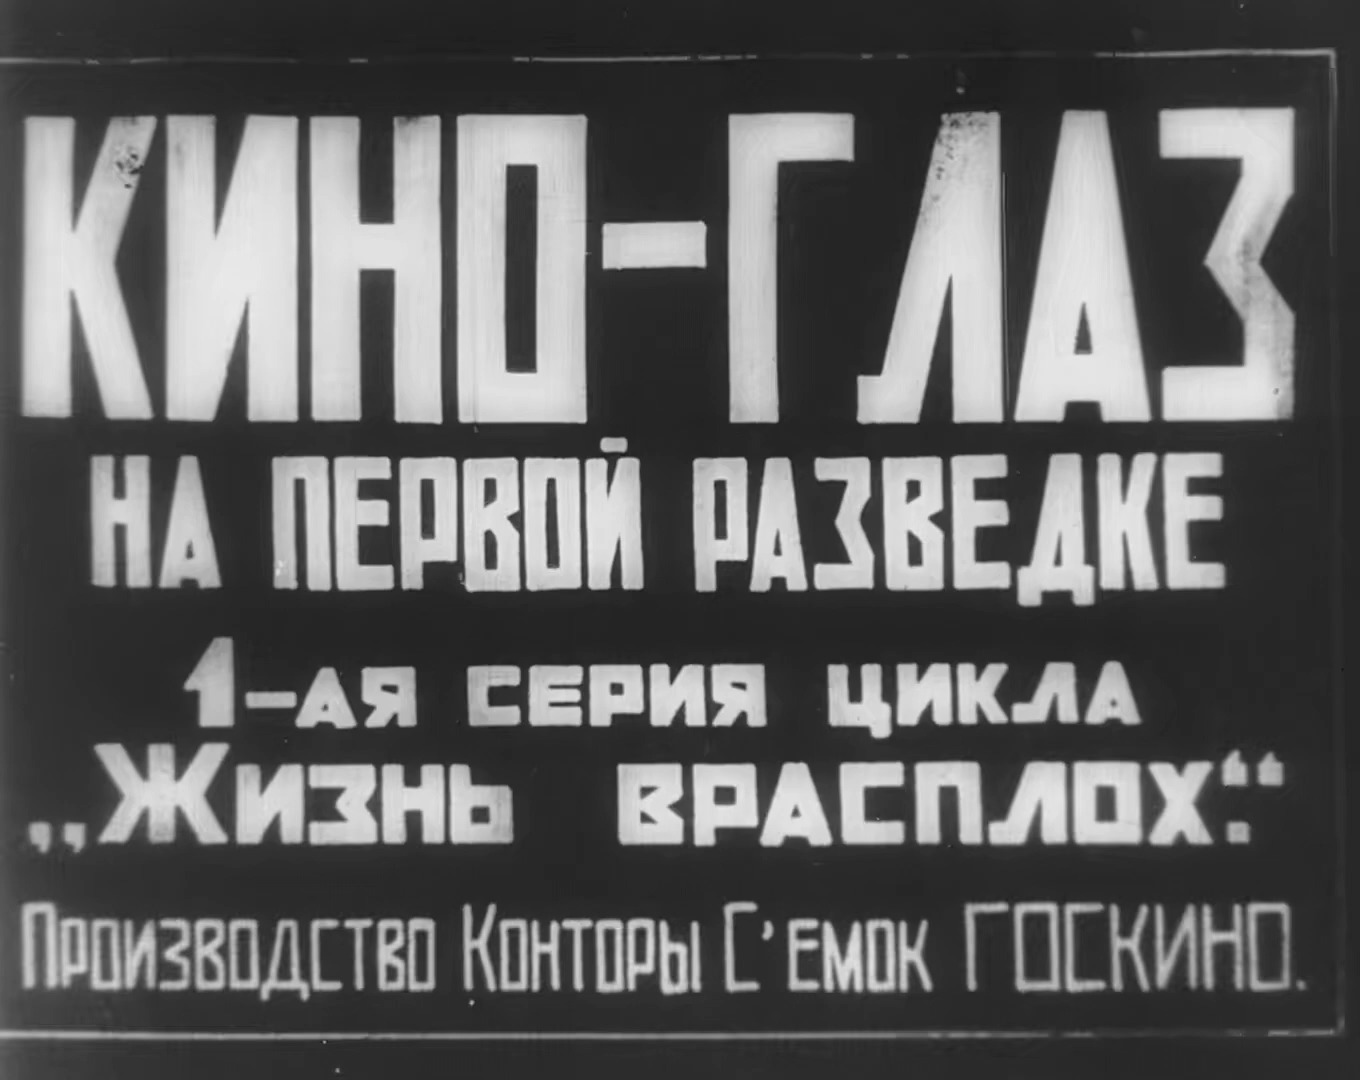 КИНО-ГЛАЗ
НА ПЕРВОЙ РАЗВЕДКЕ
1-АЯ СЕРИЯ ЦИКЛА
„ЖИЗНЬ ВРАСПЛОХ.“
ПРОИЗВОДСТВО КОНТОРЫ С'ЕМОК ГОСКИНО.